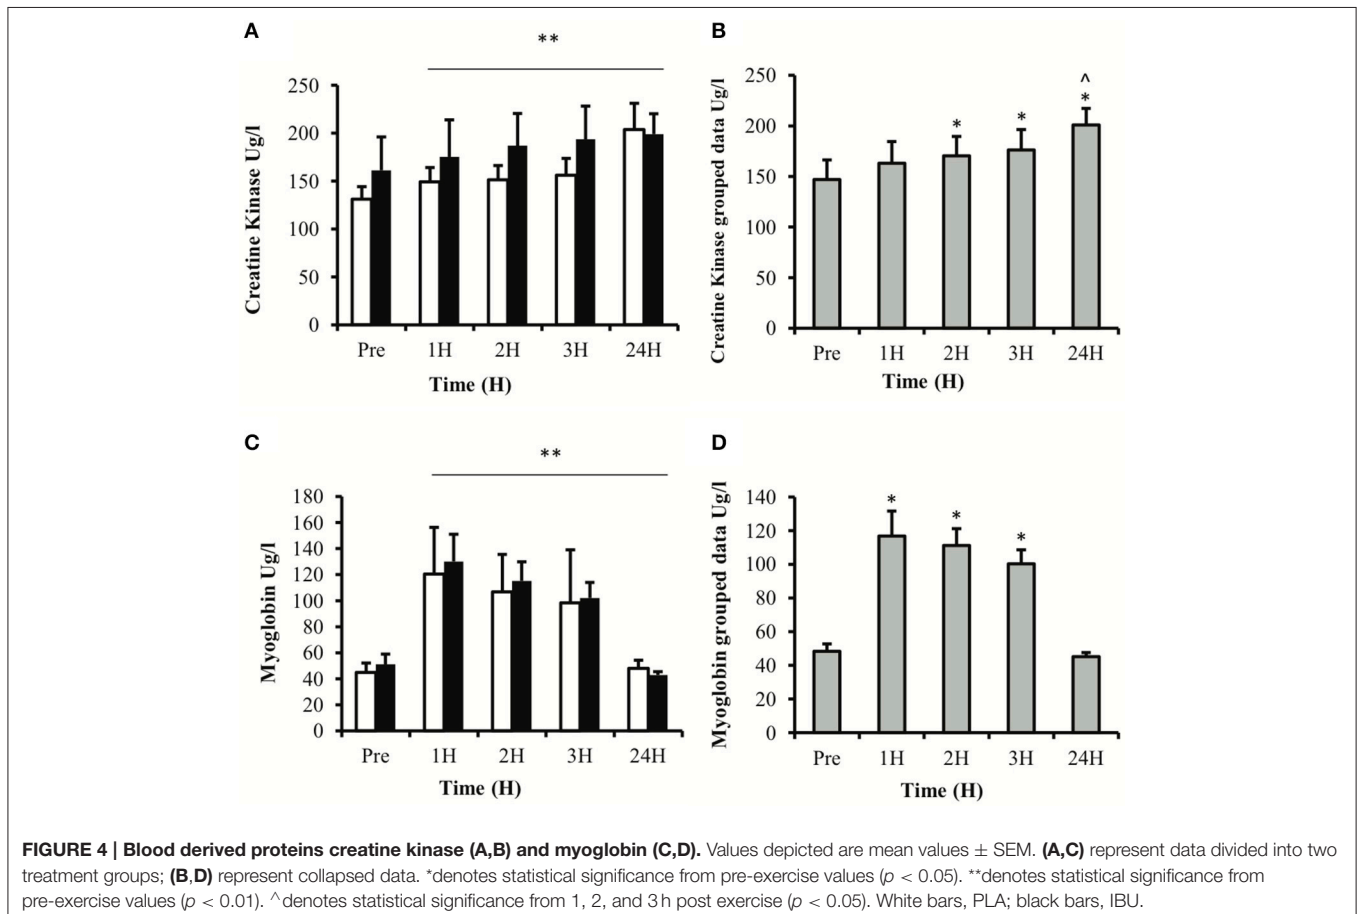 A
**
Creatine Kinase Ug/l
250
200
150
100
50
0
Pre 1H 2H 3H 24H
Time (H)
B
Creatine Kinase grouped data Ug/l
250
200
150
100
50
0
*
*
^
*
Pre 1H 2H 3H 24H
Time (H)
C
**
Myoglobin Ug/l
180
160
140
120
100
80
60
40
20
0
Pre 1H 2H 3H 24H
Time (H)
D
Myoglobin grouped data Ug/l
140
120
100
80
60
40
20
0
*
*
*
Pre 1H 2H 3H 24H
Time (H)
FIGURE 4 | Blood derived proteins creatine kinase (A,B) and myoglobin (C,D). Values depicted are mean values ± SEM. (A,C) represent data divided into two
treatment groups; (B,D) represent collapsed data. *denotes statistical significance from pre-exercise values (p < 0.05). **denotes statistical significance from
pre-exercise values (p < 0.01). ^denotes statistical significance from 1, 2, and 3 h post exercise (p < 0.05). White bars, PLA; black bars, IBU.